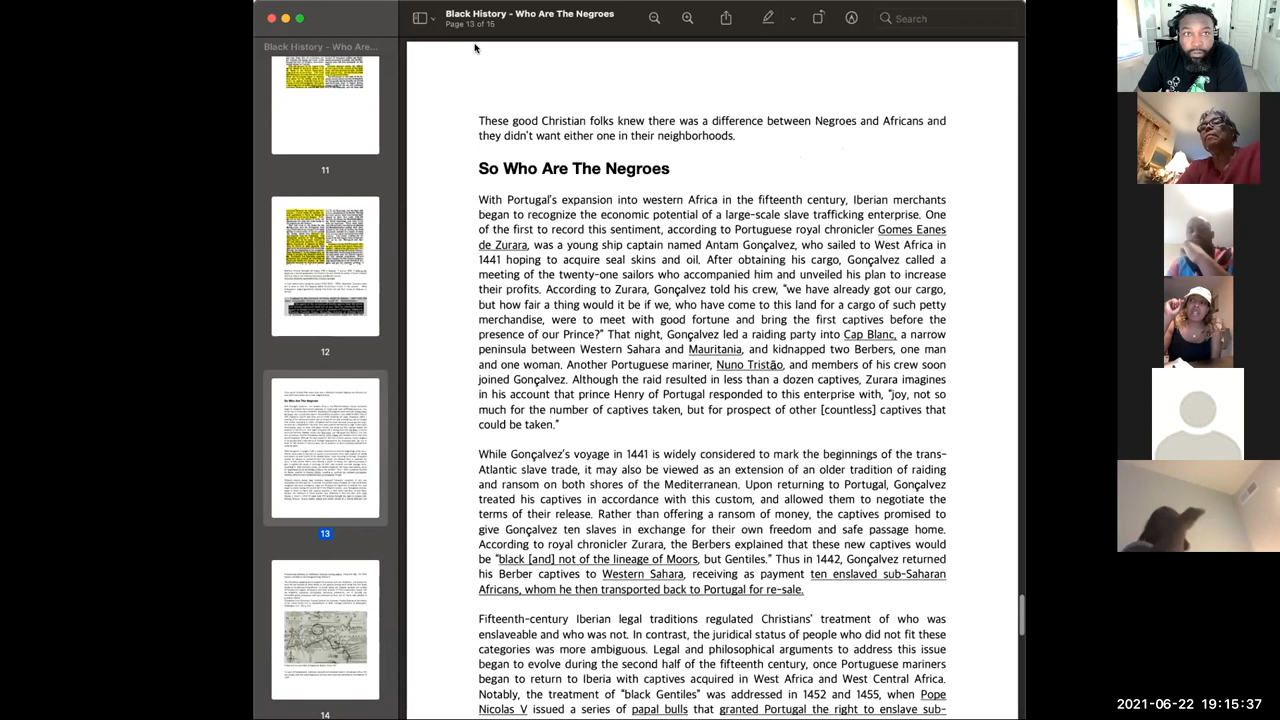 Black History - Who Are The Negroes
Page 13 of 15
Search
Black History - Who Are...
11
12
13
14
These good Christian folks knew there was a difference between Negroes and Africans and
they didn't want either one in their neighborhoods.
So Who Are The Negroes
With Portugal's expansion into western Africa in the fifteenth century, Iberian merchants
began to recognize the economic potential of a large-scale slave trafficking enterprise. One
of the first to record this sentiment, according to Portuguese royal chronicler Gomes Eanes
de Zurara, was a young ship captain named Antam Gonçalvez, who sailed to West Africa in
1441 hoping to acquire seal skins and oil. After obtaining his cargo, Gonçalvez called a
meeting of the twenty-one sailors who accompanied him and unveiled his plan to increase
their profits. According to Zurara, Gonçalvez told his crew, "we have already got our cargo,
but how fair a thing would it be if we, who have come to this land for a cargo of such petty
merchandise, were to meet with good fortune and bring the first captives before the
presence of our Prince?" That night, Gonçalvez led a raiding party into Cap Blanc, a narrow
peninsula between Western Sahara and Mauritania, and kidnapped two Berbers, one man
and one woman. Another Portuguese mariner, Nuno Tristão, and members of his crew soon
joined Gonçalvez. Although the raid resulted in less than a dozen captives, Zurara imagines
in his account that prince Henry of Portugal responded to this enterprise with, "joy, not so
much for the number of captives taken, but for prospect of other [countless] captives that
could be taken."
While Gonçalvez' voyage in 1441 is widely considered to mark the beginnings of the trans-
Atlantic slave trade, it may also be viewed as an extension of an older tradition of raiding
and ransom on both shores of the Mediterranean. Upon returning to Portugal, Gonçalvez
treated his captives in accordance with this custom, and allowed them to negotiate the
terms of their release. Rather than offering a ransom of money, the captives promised to
give Gonçalvez ten slaves in exchange for their own freedom and safe passage home.
According to royal chronicler Zurara, the Berbers explained that these new captives would
be "black [and] not of the lineage of Moors, but Gentiles." Thus in 1442, Gonçalvez returned
his Berber captives to Western Sahara, receiving as payment ten enslaved sub-Saharan
Africans, whom he then transported back to Portugal for re-sale.
Fifteenth-century Iberian legal traditions regulated Christians' treatment of who was
enslaveable and who was not. In contrast, the juridical status of people who did not fit these
categories was more ambiguous. Legal and philosophical arguments to address this issue
began to evolve during the second half of the fifteenth century, once Portuguese mariners
began to return to Iberia with captives acquired in West Africa and West Central Africa.
Notably, the treatment of "black Gentiles" was addressed in 1452 and 1455, when Pope
Nicolas V issued a series of papal bulls that granted Portugal the right to enslave sub-
2021-06-22 19:15:37